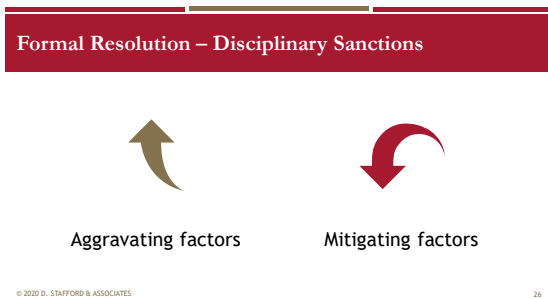 Formal Resolution – Disciplinary Sanctions
Aggravating factors
Mitigating factors
© 2020 D. STAFFORD & ASSOCIATES
26